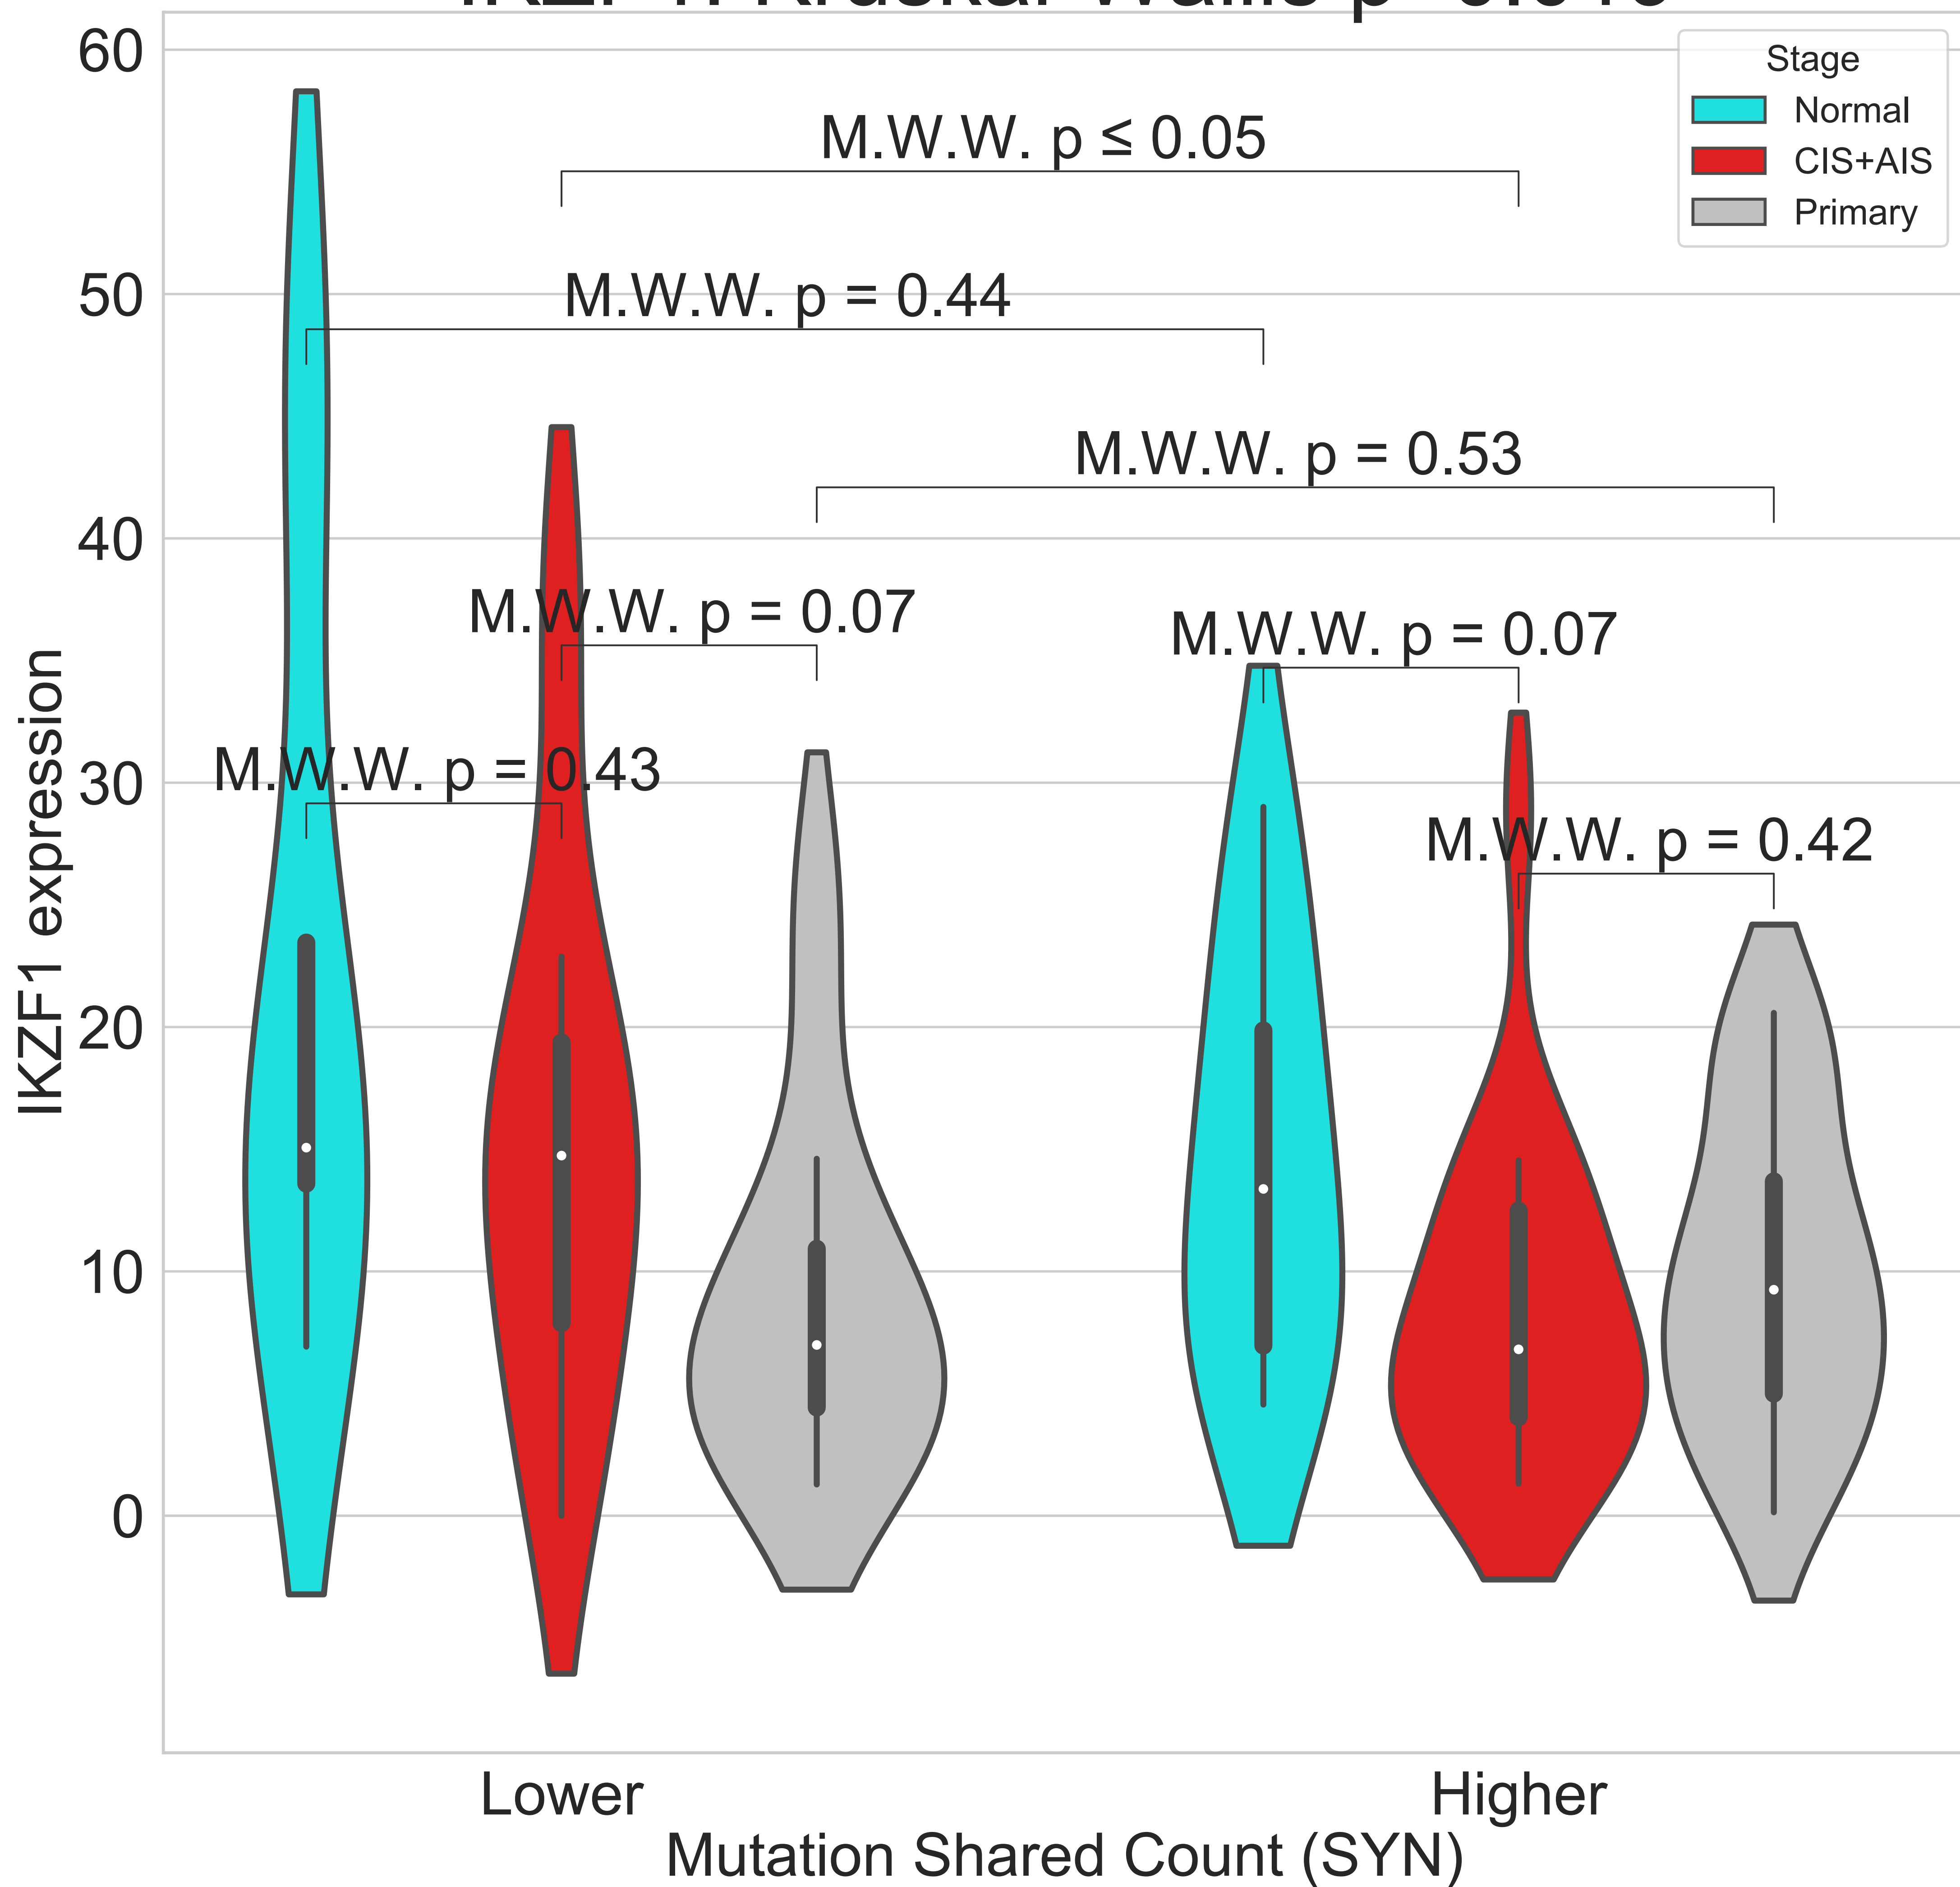 60
50
40
30
20
10
0
IKZF1 expression
Stage
Normal
CIS+AIS
Primary
M.W.W. p ≤ 0.05
M.W.W. p = 0.44
M.W.W. p = 0.53
M.W.W. p = 0.07
M.W.W. p = 0.07
M.W.W. p = 0.43
M.W.W. p = 0.42
Lower
Higher
Mutation Shared Count (SYN)